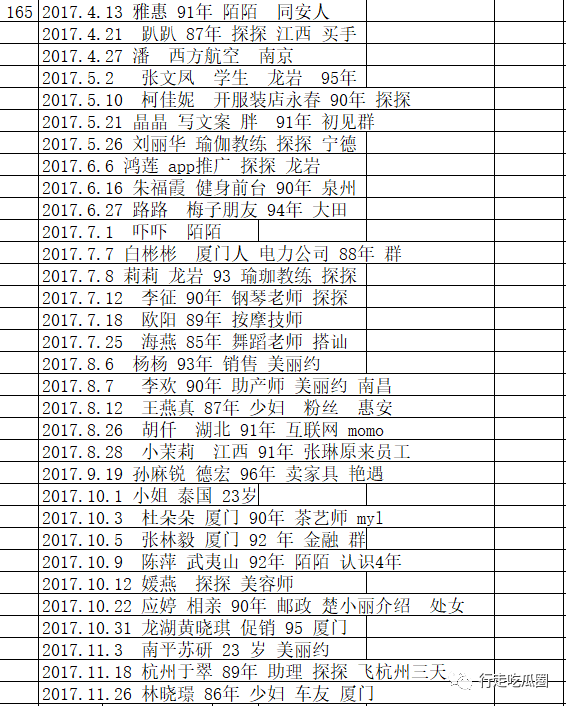 165 2017.4.13 雅惠 91年 陌陌 同安人
2017.4.21 趴趴 87年 探探 江西 买手
2017.4.27 潘 西方航空 南京
2017.5.2 张文凤 学生 龙岩 95年
2017.5.10 柯佳妮 开服装店永春 90年 探探
2017.5.21 晶晶 写文案 胖 91年 初见群
2017.5.26 刘丽华 瑜伽教练 探探 宁德
2017.6.6 鸿莲 app推广 探探 龙岩
2017.6.16 朱福霞 健身前台 90年 泉州
2017.6.27 路路 梅子朋友 94年 大田
2017.7.1 吓吓 陌陌
2017.7.7 白彬彬 厦门人 电力公司 88年 群
2017.7.8 莉莉 龙岩 93 瑜珈教练 探探
2017.7.12 李征 90年 钢琴老师 探探
2017.7.18 欧阳 89年 按摩技师
2017.7.25 海燕 85年 舞蹈老师 搭讪
2017.8.6 杨杨 93年 销售 美丽约
2017.8.7 李欢 90年 助产师 美丽约 南昌
2017.8.12 王燕真 87年 少妇 粉丝 惠安
2017.8.26 胡仟 湖北 91年 互联网 momo
2017.8.28 小茉莉 江西 91年 张琳原来员工
2017.9.19 孙麻锐 德宏 96年 卖家具 艳遇
2017.10.1 小姐 泰国 23岁
2017.10.3 杜朵朵 厦门 90年 茶艺师 myl
2017.10.5 张林毅 厦门 92 年 金融 群
2017.10.9 陈萍 武夷山 92年 陌陌 认识4年
2017.10.12 媛燕 探探 美容师
2017.10.22 应婷 相亲 90年 邮政 楚小丽介绍 处女
2017.10.31 龙湖黄晓琪 促销 95 厦门
2017.11.3 南平苏研 23 岁 美丽约
2017.11.18 杭州于翠 89年 助理 探探 飞杭州三天
2017.11.26 林晓璟 86年 少妇 车友 厦门
行走吃瓜圈